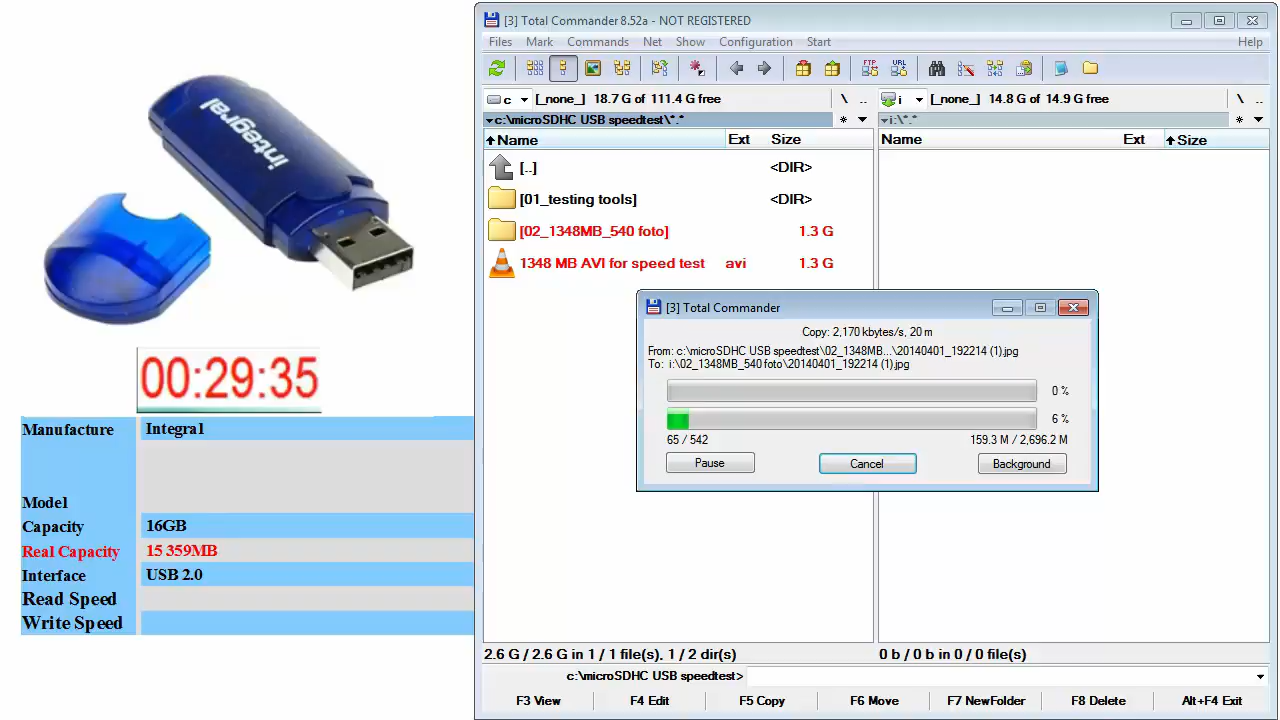 integral
00:29:35
Manufacture Integral
Model
Capacity 16GB
Real Capacity 15 359MB
Interface USB 2.0
Read Speed
Write Speed
[3] Total Commander 8.52a - NOT REGISTERED
Files Mark Commands Net Show Configuration Start Help
FTP URL
c [_none_] 18.7 G of 111.4 G free \ ..
i [_none_] 14.8 G of 14.9 G free \ ..
c:\microSDHC USB speedtest\*.* *
i:\*.* *
Name Ext Size
Name Ext Size
[..] <DIR>
[01_testing tools] <DIR>
[02_1348MB_540 foto] 1.3 G
1348 MB AVI for speed test avi 1.3 G
[3] Total Commander
Copy: 2,170 kbytes/s, 20 m
From: c:\microSDHC USB speedtest\02_1348MB...\20140401_192214 (1).jpg
To: i:\02_1348MB_540 foto\20140401_192214 (1).jpg
0 %
6 %
65 / 542 159.3 M / 2,696.2 M
Pause Cancel Background
2.6 G / 2.6 G in 1 / 1 file(s), 1 / 2 dir(s)
0 b / 0 b in 0 / 0 file(s)
c:\microSDHC USB speedtest>
F3 View F4 Edit F5 Copy F6 Move F7 NewFolder F8 Delete Alt+F4 Exit